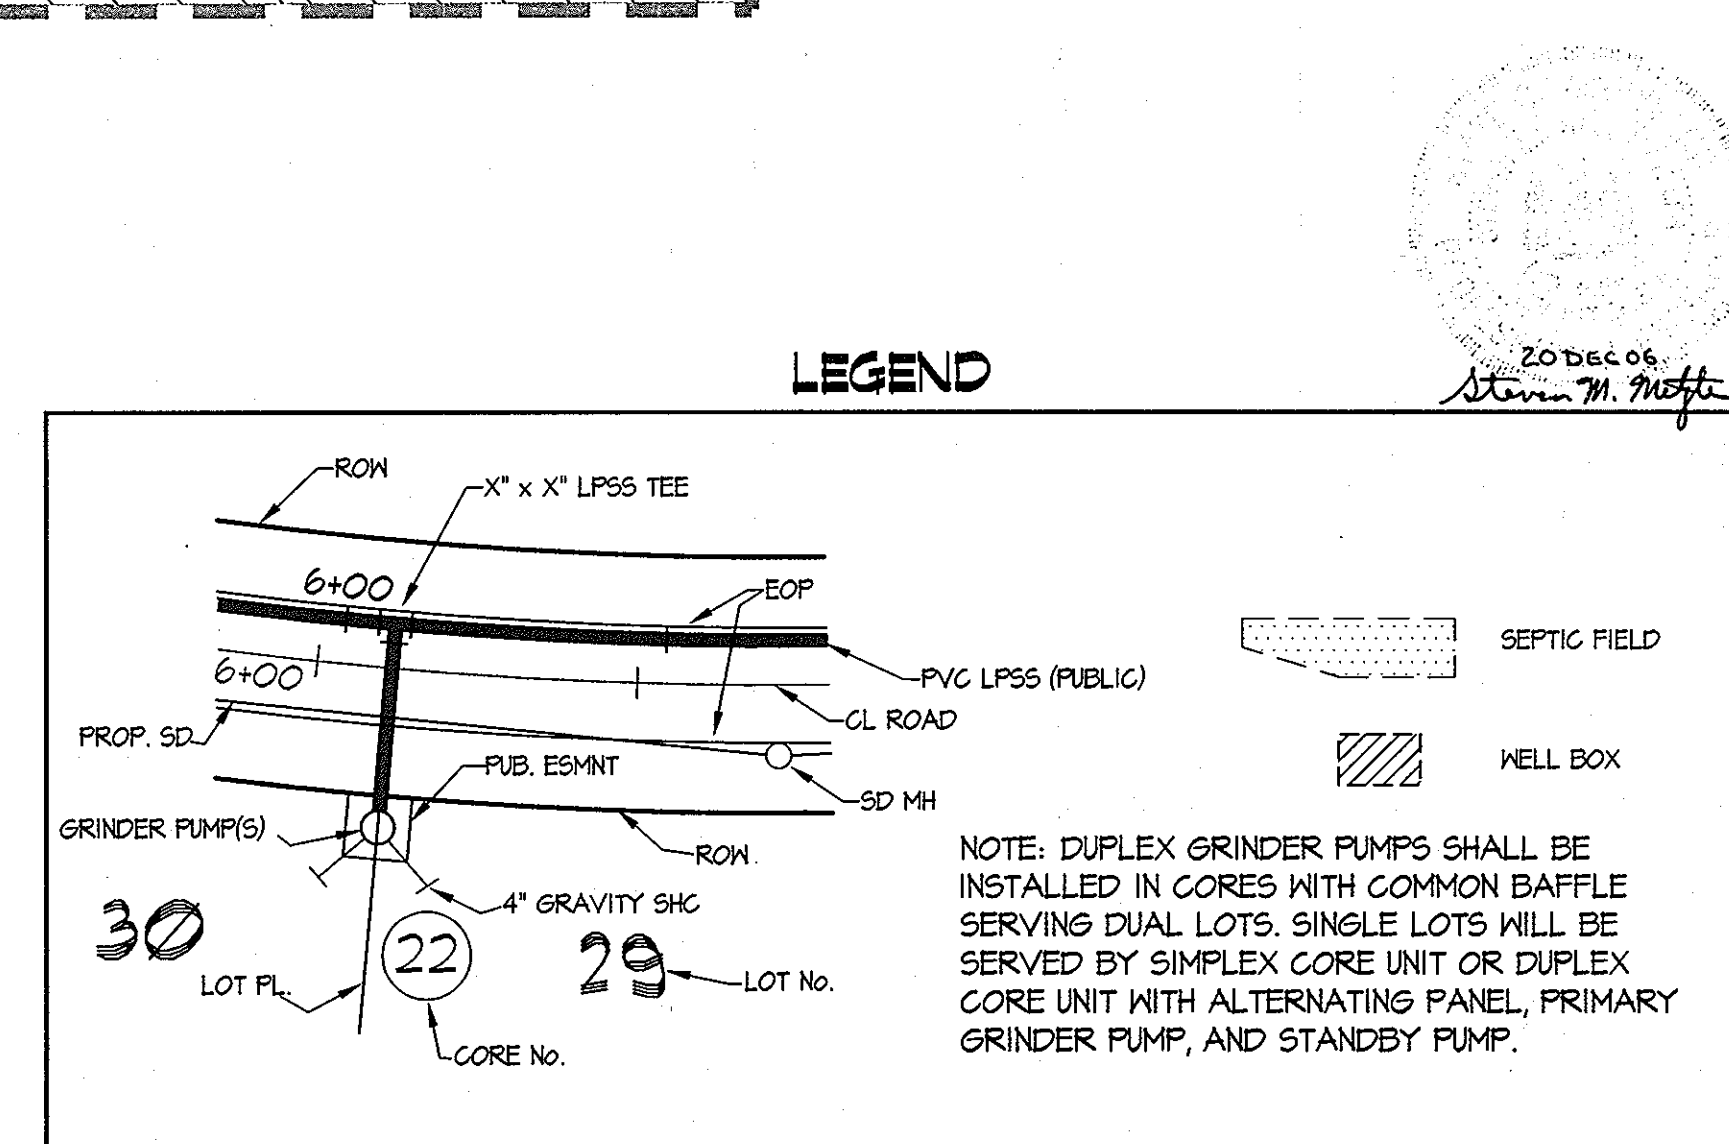 LEGEND
20 DEC 06
Steven M.
ROW
X" x X" LPSS TEE
6+00
EOP
6+00
PVC LPSS (PUBLIC)
CL ROAD
PROP. SD
PUB. ESMNT
SD MH
GRINDER PUMP(S)
ROW
4" GRAVITY SHC
30
22
29
LOT PL.
LOT No.
CORE No.
SEPTIC FIELD
WELL BOX
NOTE: DUPLEX GRINDER PUMPS SHALL BE
INSTALLED IN CORES WITH COMMON BAFFLE
SERVING DUAL LOTS. SINGLE LOTS WILL BE
SERVED BY SIMPLEX CORE UNIT OR DUPLEX
CORE UNIT WITH ALTERNATING PANEL, PRIMARY
GRINDER PUMP, AND STANDBY PUMP.